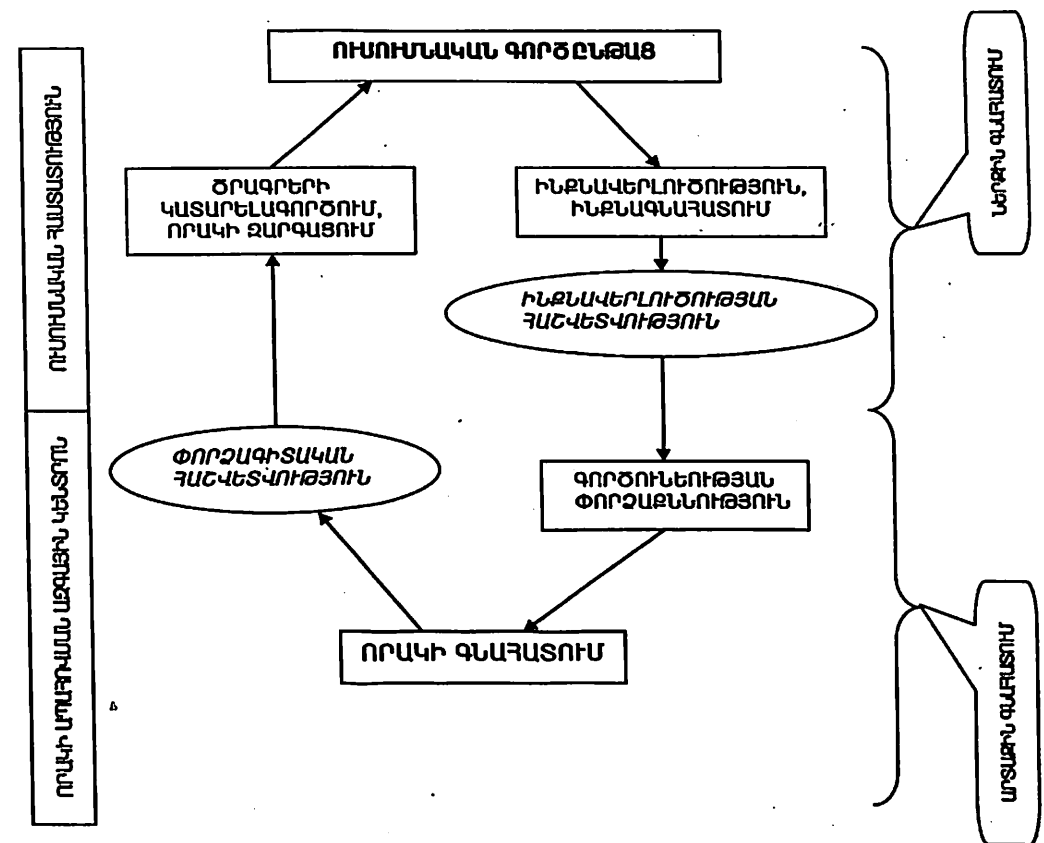 ՈՒՍՈՒՄՆԱԿԱՆ ԳՈՐԾԸՆԹԱՑ
ՆԵՐՔԻՆ ԳՆԱՀԱՏՈՒՄ
ՈՒՍՈՒՄՆԱԿԱՆ ՀԱՍՏԱՏՈՒԹՅՈՒՆ
ԾՐԱԳՐԵՐԻ
ԿԱՏԱՐԵԼԱԳՈՐԾՈՒՄ,
ՈՐԱԿԻ ԶԱՐԳԱՑՈՒՄ
ԻՆՔՆԱՎԵՐԼՈՒԾՈՒԹՅՈՒՆ,
ԻՆՔՆԱԳՆԱՀԱՏՈՒՄ
ԻՆՔՆԱՎԵՐԼՈՒԾՈՒԹՅԱՆ
ՀԱՇՎԵՏՎՈՒԹՅՈՒՆ
ՓՈՐՁԱԳԻՏԱԿԱՆ
ՀԱՇՎԵՏՎՈՒԹՅՈՒՆ
ԳՈՐԾՈՒՆԵՈՒԹՅԱՆ
ՓՈՐՁԱՔՆՆՈՒԹՅՈՒՆ
ՈՐԱԿԻ ԱՊԱՀՈՎՄԱՆ ԱԶԳԱՅԻՆ ԿԵՆՏՐՈՆ
ՈՐԱԿԻ ԳՆԱՀԱՏՈՒՄ
ԱՐՏԱՔԻՆ ԳՆԱՀԱՏՈՒՄ